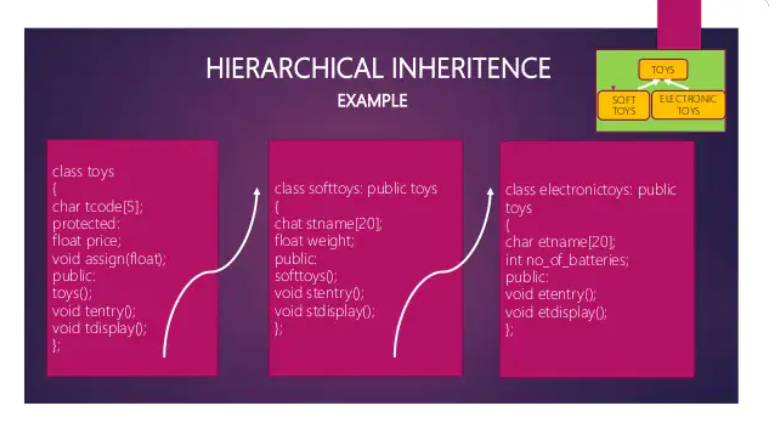 HIERARCHICAL INHERITENCE
EXAMPLE
TOYS
SOFT
TOYS
ELECTRONIC
TOYS
class toys
{
char tcode[5];
protected:
float price;
void assign(float);
public:
toys();
void tentry();
void tdisplay();
};
class softtoys: public toys
{
chat stname[20];
float weight;
public:
softtoys();
void stentry();
void stdisplay();
};
class electronictoys: public
toys
{
char etname[20];
int no_of_batteries;
public:
void etentry();
void etdisplay();
};